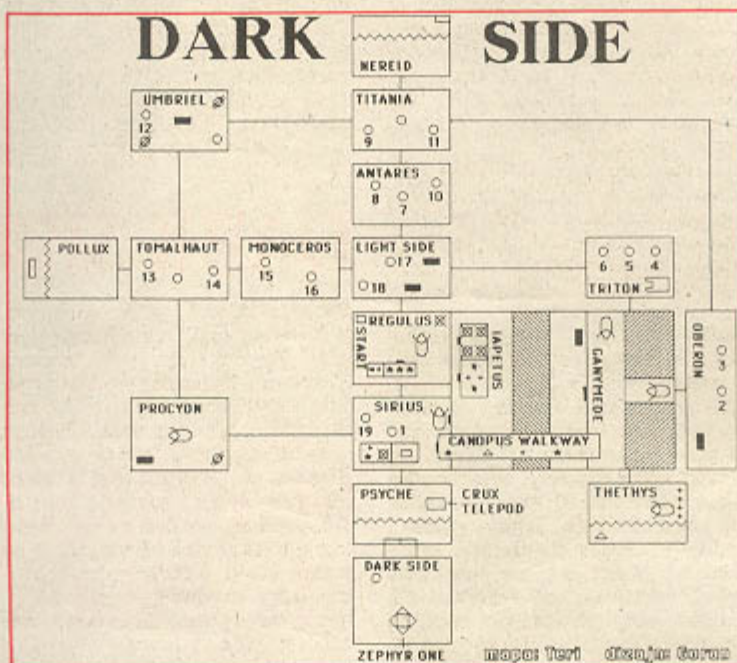 DARK SIDE
NEREID
UMBRIEL
12
TITANIA
9 11
ANTARES
8 7 10
POLLUX
TOMALHAUT
13 14
MONOCEROS
15 16
LIGHT SIDE
17
18
6 5 4
TRITON
START
REGULUS
IAPETUS
GANYMEDE
OBERON
3
2
PROCYON
SIRIUS
19 1
CANOPUS WALKWAY
PSYCHE
CRUX
TELEPOD
THETHYS
DARK SIDE
ZEPHYR ONE
mapa: Teri dizajn: Goran